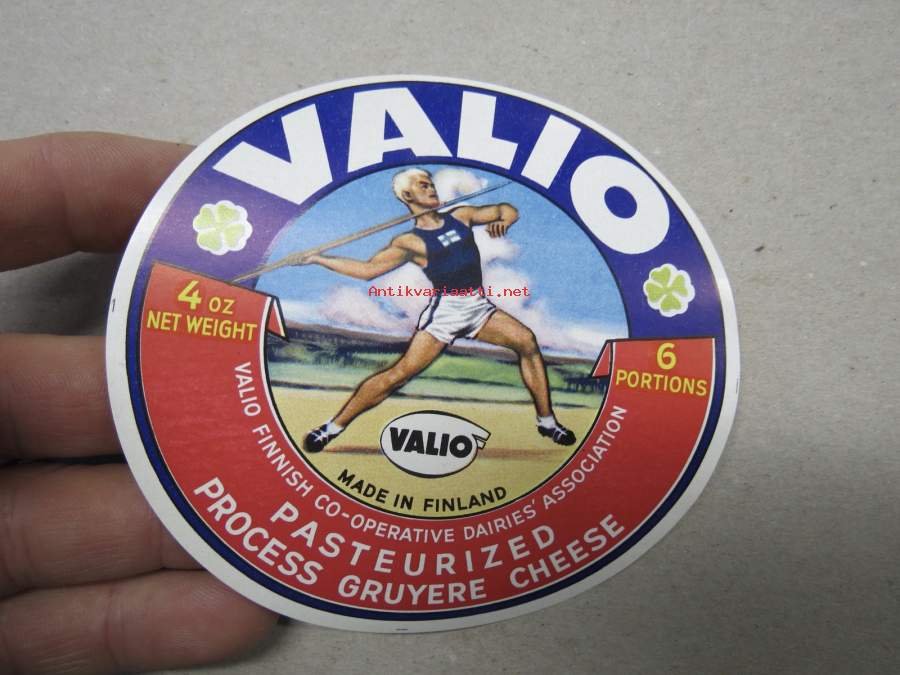 VALIO
4 OZ
NET WEIGHT
6
PORTIONS
Antikvariaatti.net
VALIO
MADE IN FINLAND
VALIO FINNISH CO-OPERATIVE DAIRIES' ASSOCIATION
PASTEURIZED
PROCESS GRUYERE CHEESE